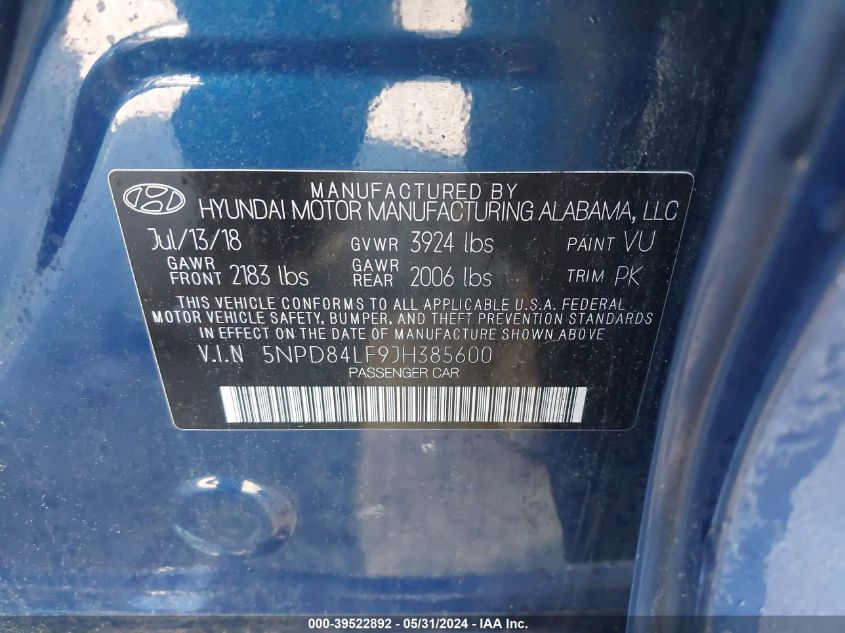 MANUFACTURED BY
HYUNDAI MOTOR MANUFACTURING ALABAMA, LLC
Jul/13/18 GVWR 3924 lbs PAINT VU
GAWR FRONT 2183 lbs GAWR REAR 2006 lbs TRIM PK
THIS VEHICLE CONFORMS TO ALL APPLICABLE U.S.A. FEDERAL
MOTOR VEHICLE SAFETY, BUMPER, AND THEFT PREVENTION STANDARDS
IN EFFECT ON THE DATE OF MANUFACTURE SHOWN ABOVE
V.I.N 5NPD84LF9JH385600
PASSENGER CAR
000-39522892 - 05/31/2024 - IAA Inc.